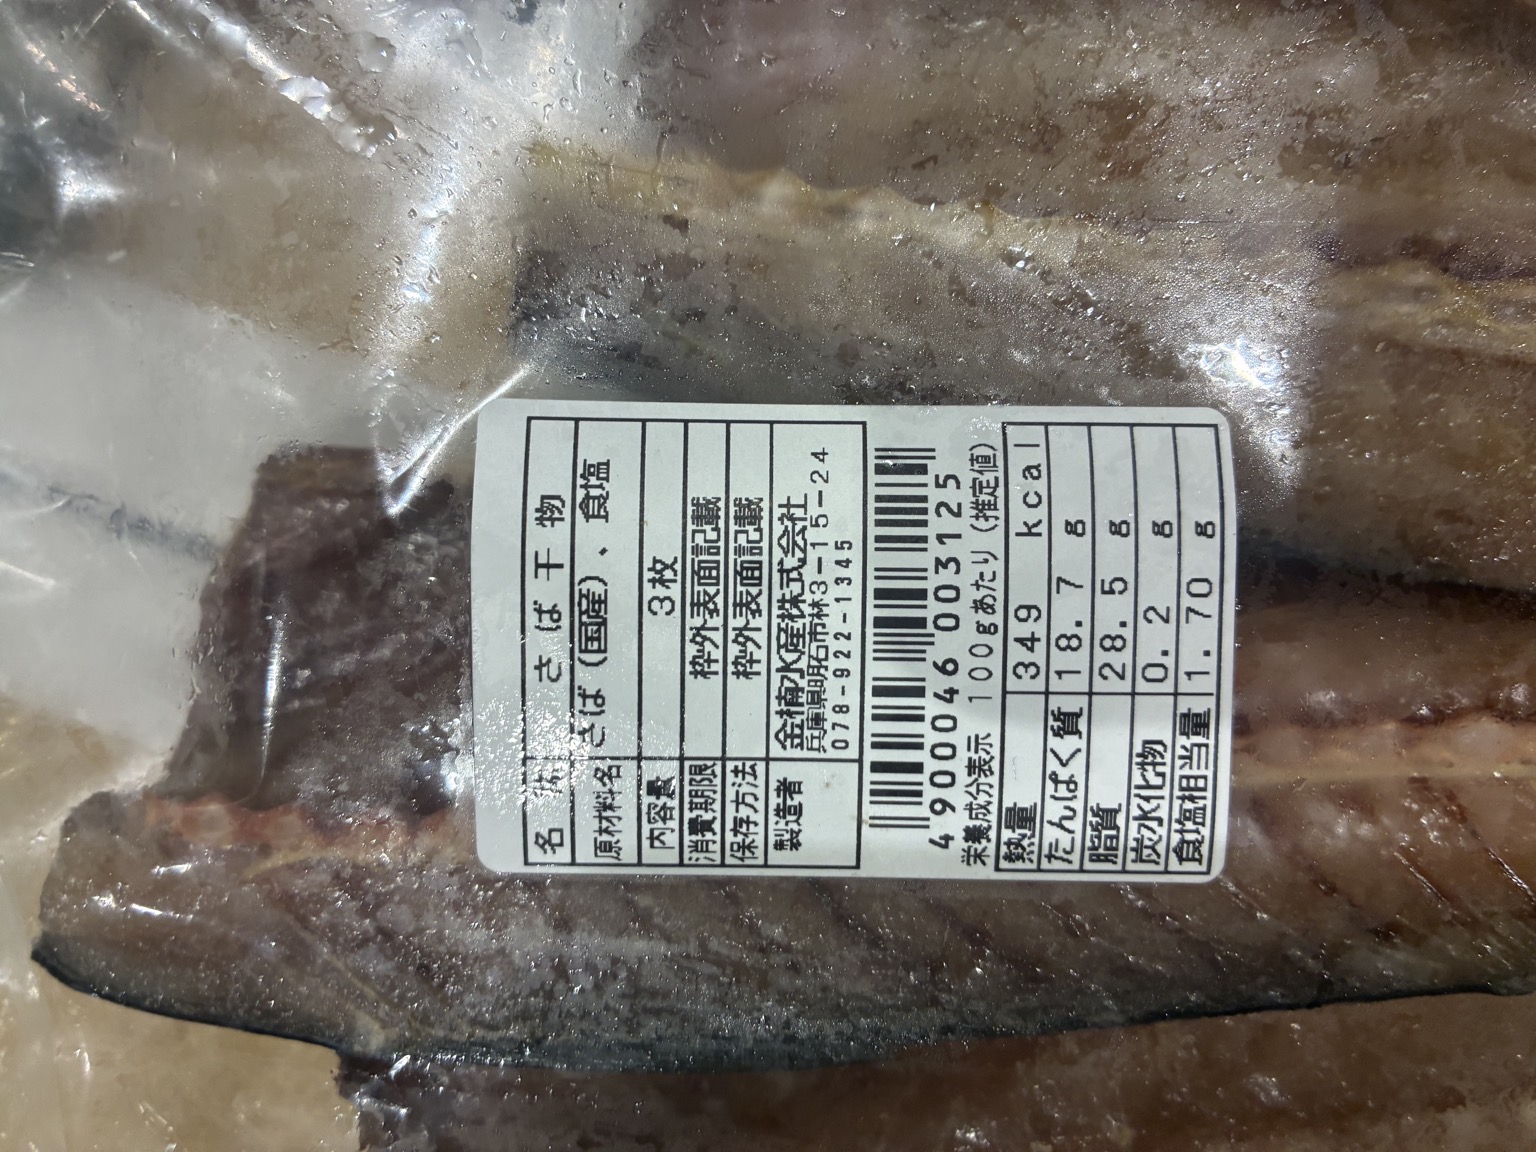 名　称 さば干物
原材料名 さば（国産）、食塩
内容量 3枚
消費期限 枠外表面記載
保存方法 枠外表面記載
製造者 金楠水産株式会社
兵庫県明石市林3-15-24
078-922-1345
4 900046 003125
栄養成分表示 100gあたり（推定値）
熱量 349 kcal
たんぱく質 18.7 g
脂質 28.5 g
炭水化物 0.2 g
食塩相当量 1.70 g